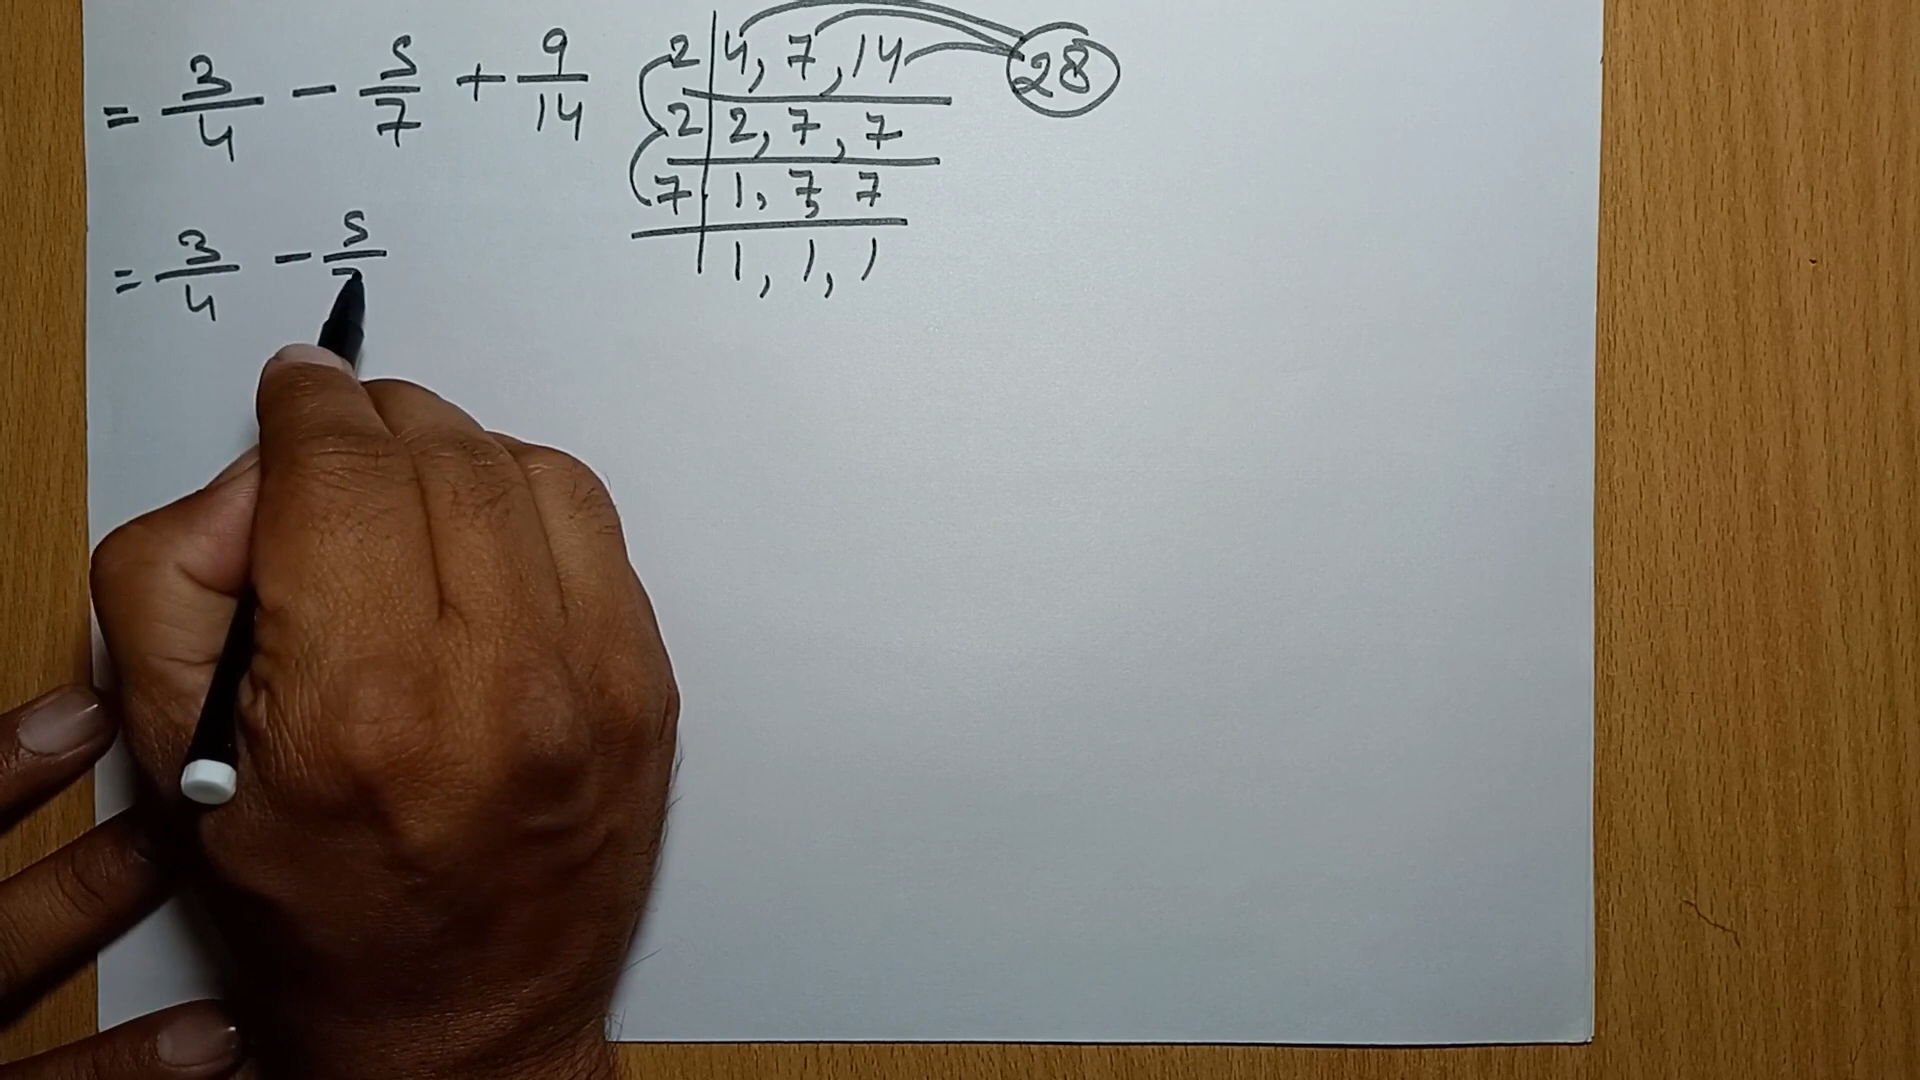 = 3/4 - 5/7 + 9/14
= 3/4 - 5/7
2 | 4, 7, 14 28
2 | 2, 7, 7
7 | 1, 7, 7
1, 1, 1